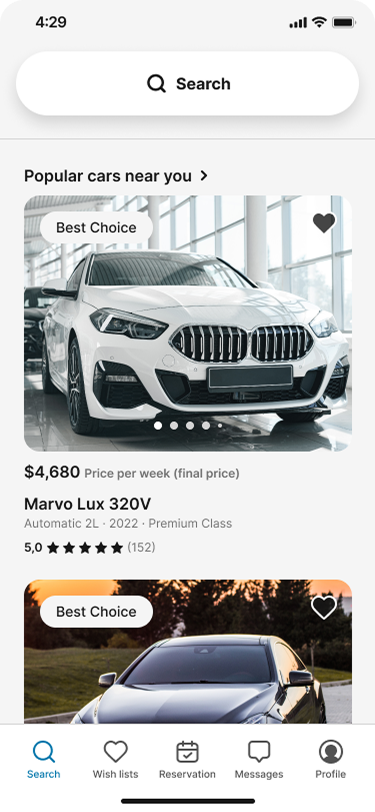 4:29
Search
Popular cars near you
Best Choice
$4,680 Price per week (final price)
Marvo Lux 320V
Automatic 2L · 2022 · Premium Class
5,0 (152)
Best Choice
Search
Wish lists
Reservation
Messages
Profile